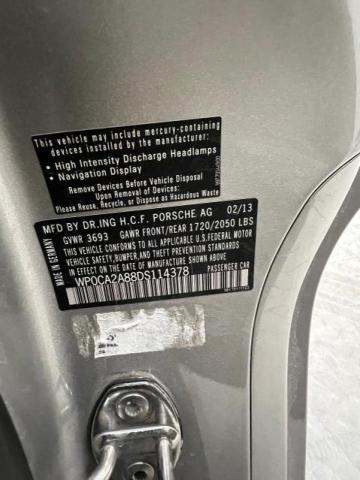 This vehicle may include mercury-containing
devices installed by the manufacturer:
• High Intensity Discharge Headlamps
• Navigation Display
Remove Devices Before Vehicle Disposal
Upon Removal of Devices
Please Reuse, Recycle or Dispose as Hazardous Waste
MFD.BY DR.ING H.C.F. PORSCHE AG 02/13
GVWR 3693 GAWR FRONT/REAR 1720/2050 LBS
THIS VEHICLE CONFORMS TO ALL APPLICABLE U.S.FEDERAL MOTOR
VEHICLE SAFETY,BUMPER,AND THEFT PREVENTION STANDARDS
IN EFFECT ON THE DATE OF MANUFACTURE SHOWN ABOVE.
WP0CA2A88DS114378 PASSENGER CAR